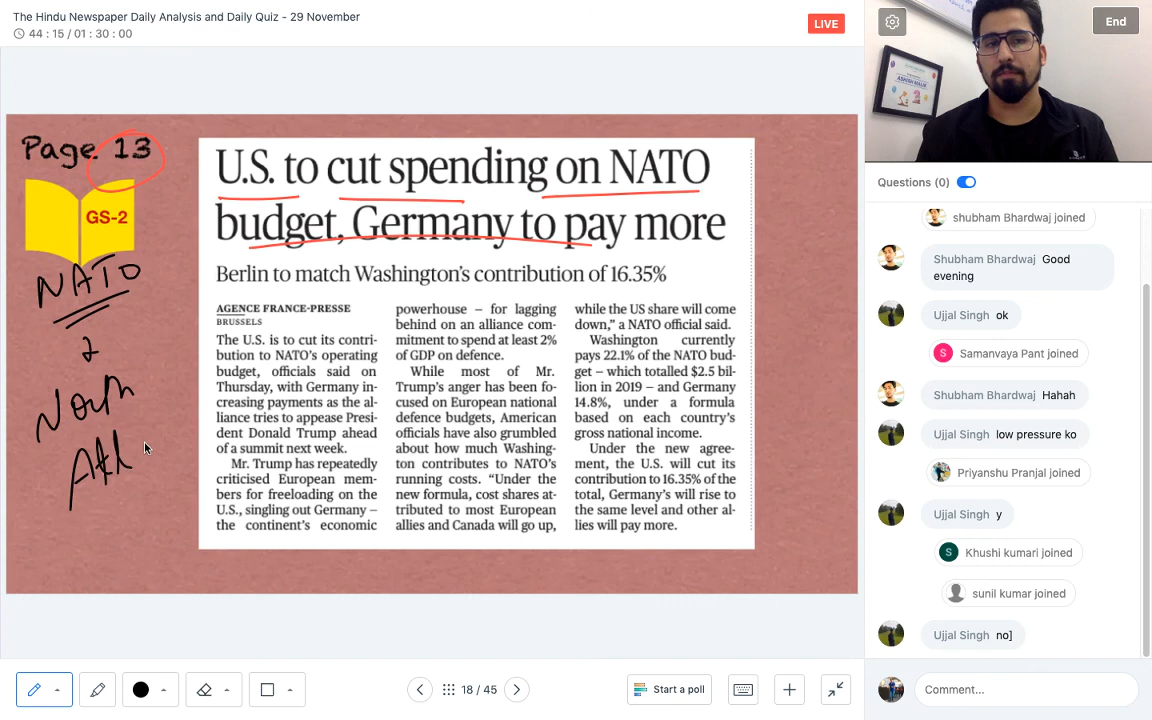 The Hindu Newspaper Daily Analysis and Daily Quiz - 29 November
44 : 15 / 01 : 30 : 00
LIVE
End
Page 13
GS-2
NATO
North
Atl
U.S. to cut spending on NATO
budget, Germany to pay more
Berlin to match Washington's contribution of 16.35%
AGENCE FRANCE-PRESSE
BRUSSELS
The U.S. is to cut its contri-
bution to NATO's operating
budget, officials said on
Thursday, with Germany in-
creasing payments as the al-
liance tries to appease Presi-
dent Donald Trump ahead
of a summit next week.
Mr. Trump has repeatedly
criticised European mem-
bers for freeloading on the
U.S., singling out Germany –
the continent's economic
powerhouse – for lagging
behind on an alliance com-
mitment to spend at least 2%
of GDP on defence.
While most of Mr.
Trump's anger has been fo-
cused on European national
defence budgets, American
officials have also grumbled
about how much Washing-
ton contributes to NATO's
running costs. "Under the
new formula, cost shares at-
tributed to most European
allies and Canada will go up,
while the US share will come
down," a NATO official said.
Washington currently
pays 22.1% of the NATO bud-
get – which totalled $2.5 bil-
lion in 2019 – and Germany
14.8%, under a formula
based on each country's
gross national income.
Under the new agree-
ment, the U.S. will cut its
contribution to 16.35% of the
total, Germany's will rise to
the same level and other al-
lies will pay more.
18 / 45
Start a poll
ASHISH MALIK
Questions (0)
shubham Bhardwaj joined
Shubham Bhardwaj Good
evening
Ujjal Singh ok
S Samanvaya Pant joined
Shubham Bhardwaj Hahah
Ujjal Singh low pressure ko
Priyanshu Pranjal joined
Ujjal Singh y
S Khushi kumari joined
sunil kumar joined
Ujjal Singh no]
Comment...